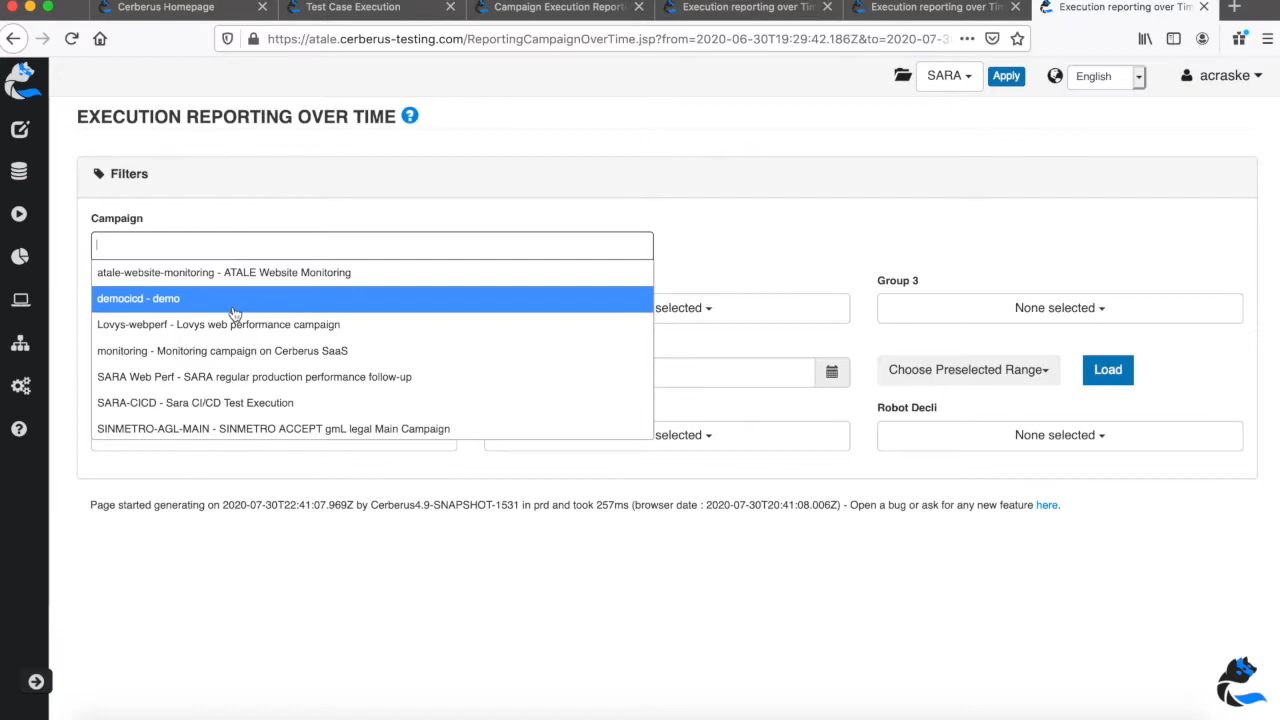 Cerberus Homepage
Test Case Execution
Campaign Execution Report
Execution reporting over Time
Execution reporting over Tim
Execution reporting over Time
https://atale.cerberus-testing.com/ReportingCampaignOverTime.jsp?from=2020-06-30T19:29:42.186Z&to=2020-07-3
SARA
Apply
English
acraske
EXECUTION REPORTING OVER TIME
Filters
Campaign
atale-website-monitoring - ATALE Website Monitoring
democicd - demo
Group 3
selected
None selected
Lovys-webperf - Lovys web performance campaign
monitoring - Monitoring campaign on Cerberus SaaS
Choose Preselected Range
Load
SARA Web Perf - SARA regular production performance follow-up
SARA-CICD - Sara CI/CD Test Execution
Robot Decli
SINMETRO-AGL-MAIN - SINMETRO ACCEPT gmL legal Main Campaign
selected
None selected
Page started generating on 2020-07-30T22:41:07.969Z by Cerberus4.9-SNAPSHOT-1531 in prd and took 257ms (browser date : 2020-07-30T20:41:08.006Z) - Open a bug or ask for any new feature here.